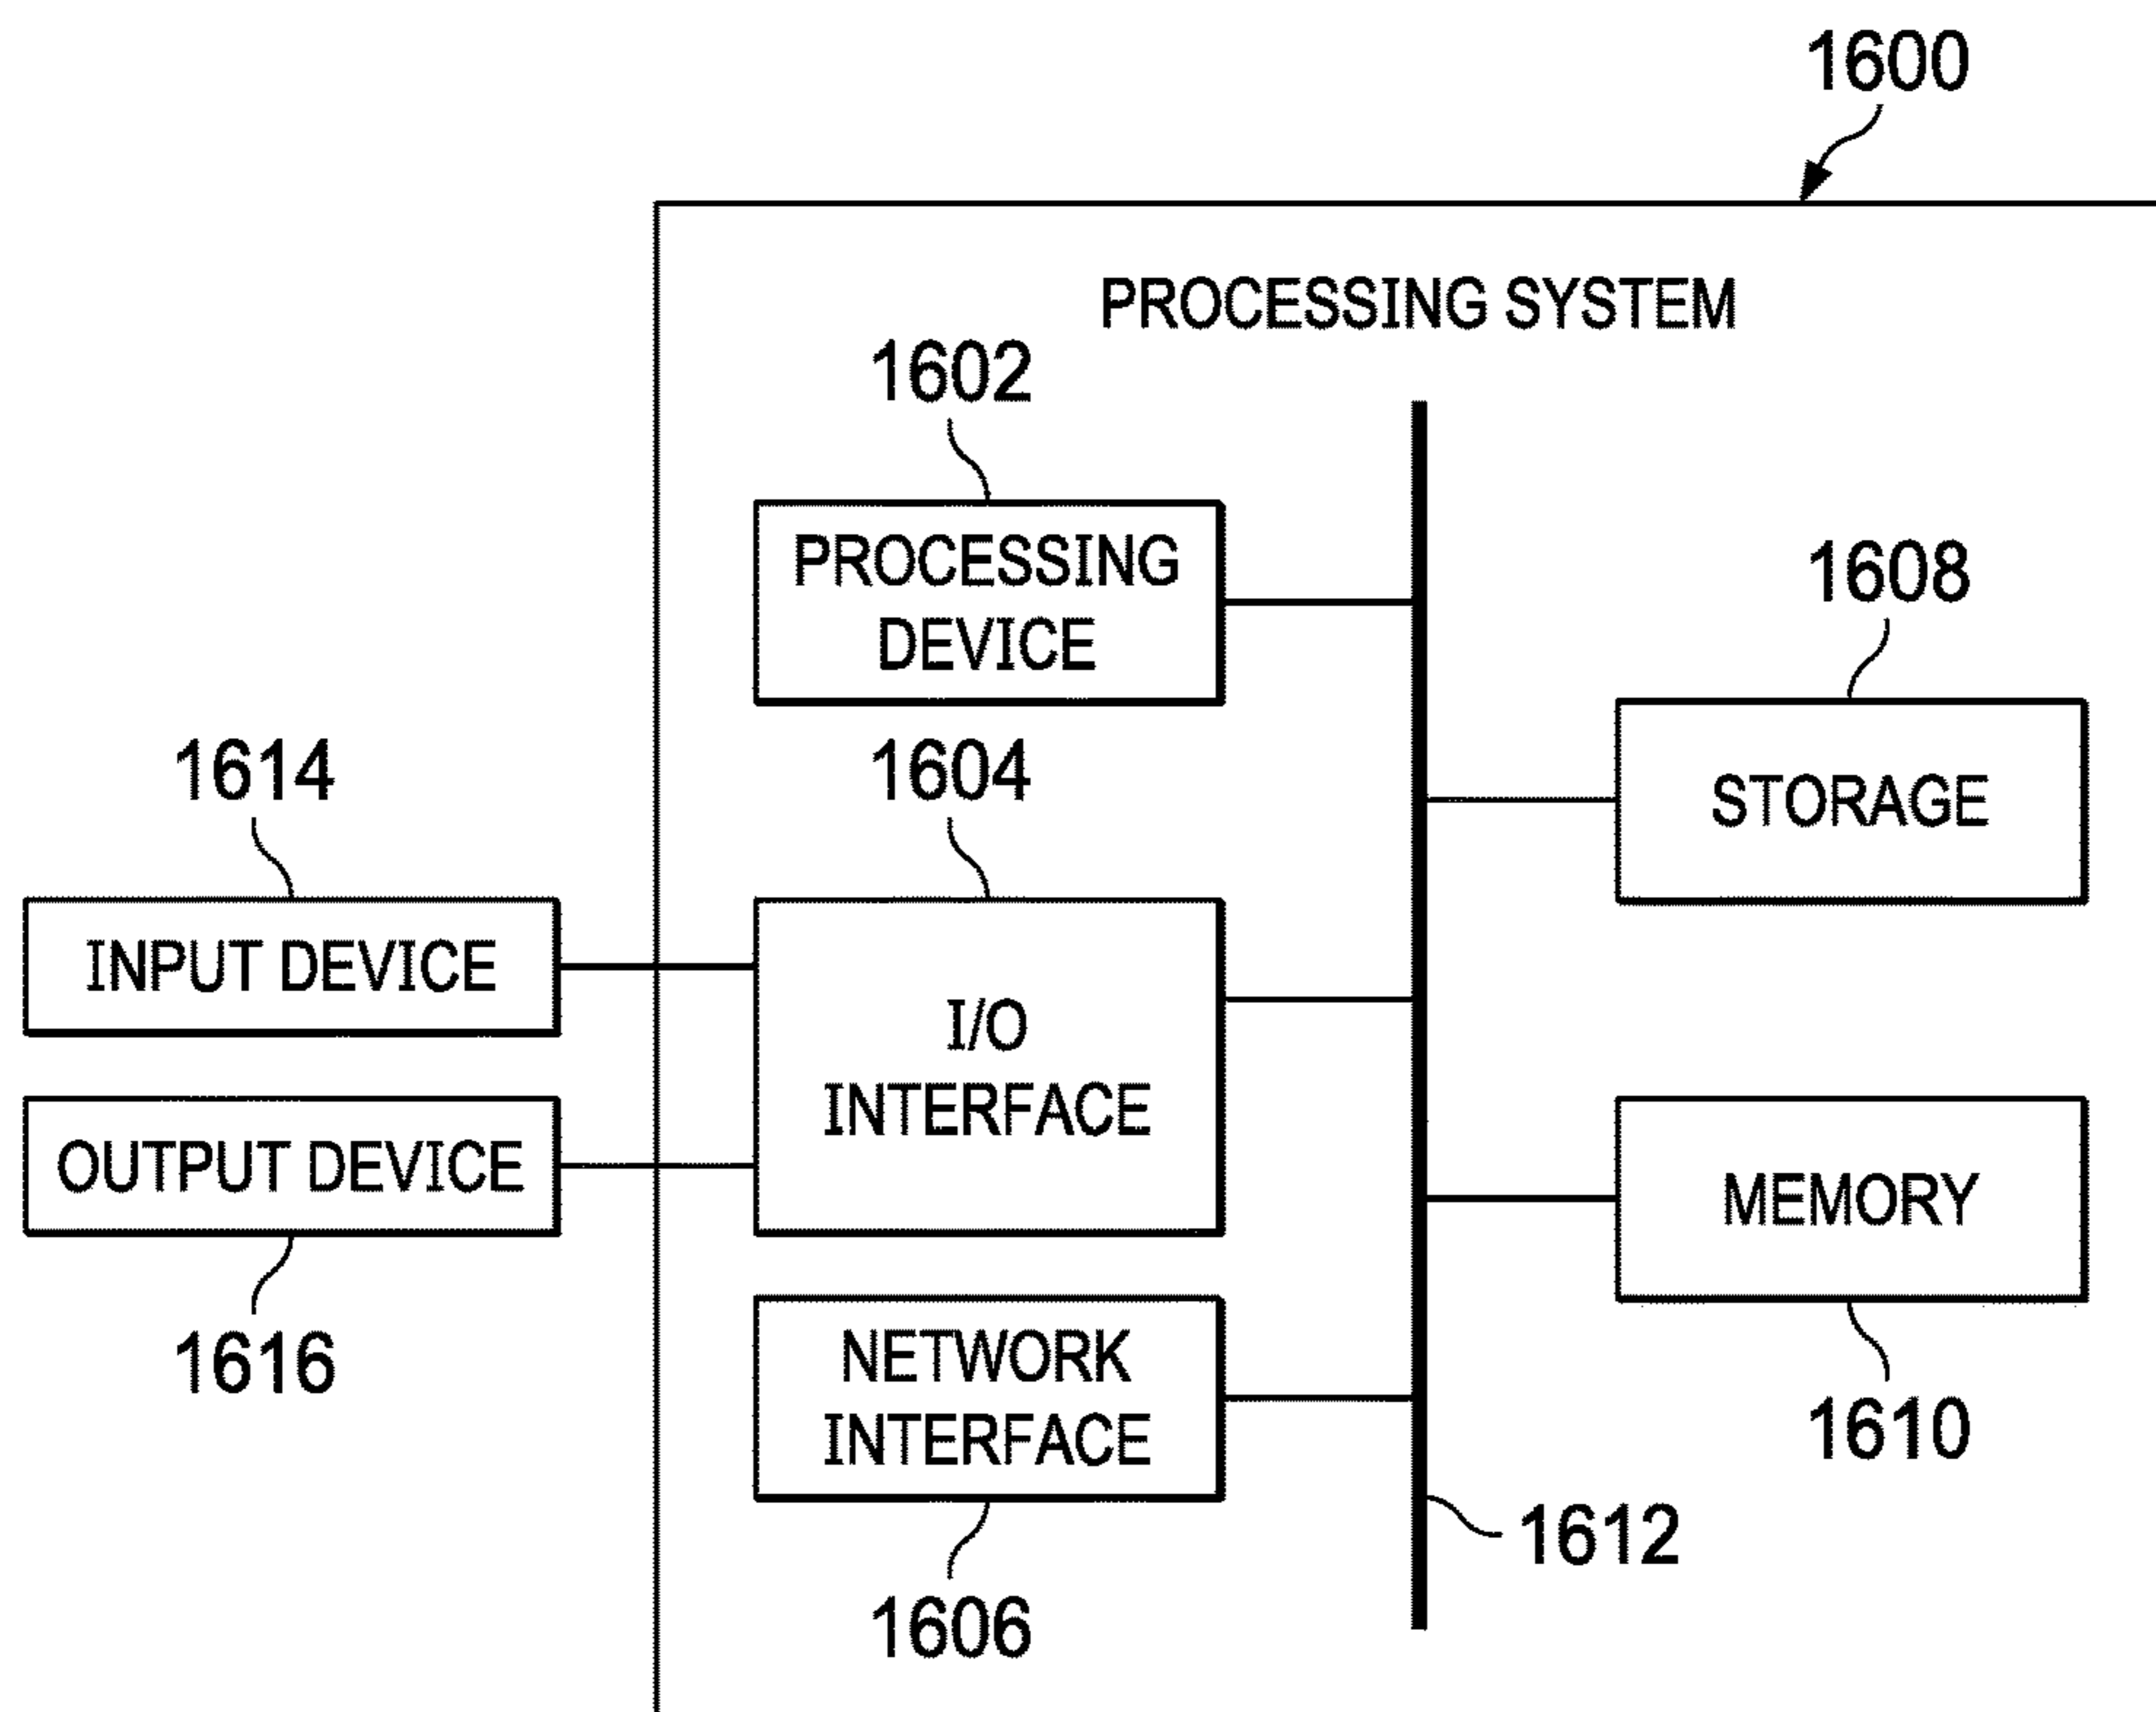 1600
PROCESSING SYSTEM
1602
PROCESSING
DEVICE
1608
STORAGE
1614
INPUT DEVICE
1604
I/O
INTERFACE
OUTPUT DEVICE
1616
MEMORY
1610
NETWORK
INTERFACE
1606
1612